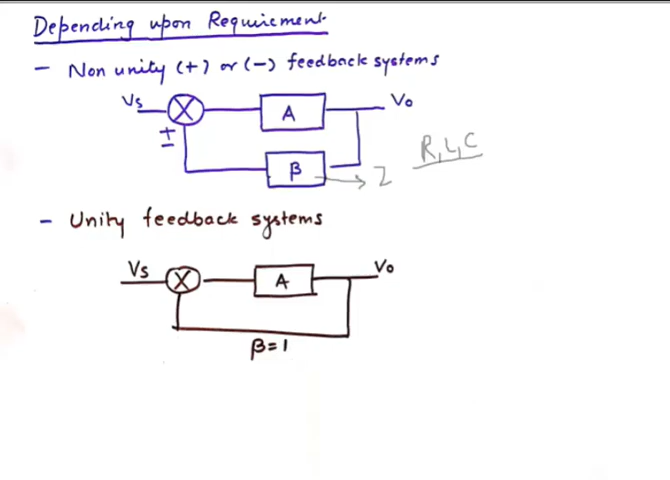 Depending upon Requirement
- Non unity (+) or (-) feedback systems
Vs X A Vo
±
β Z R, L, C
- Unity feedback systems
Vs X A Vo
β = 1